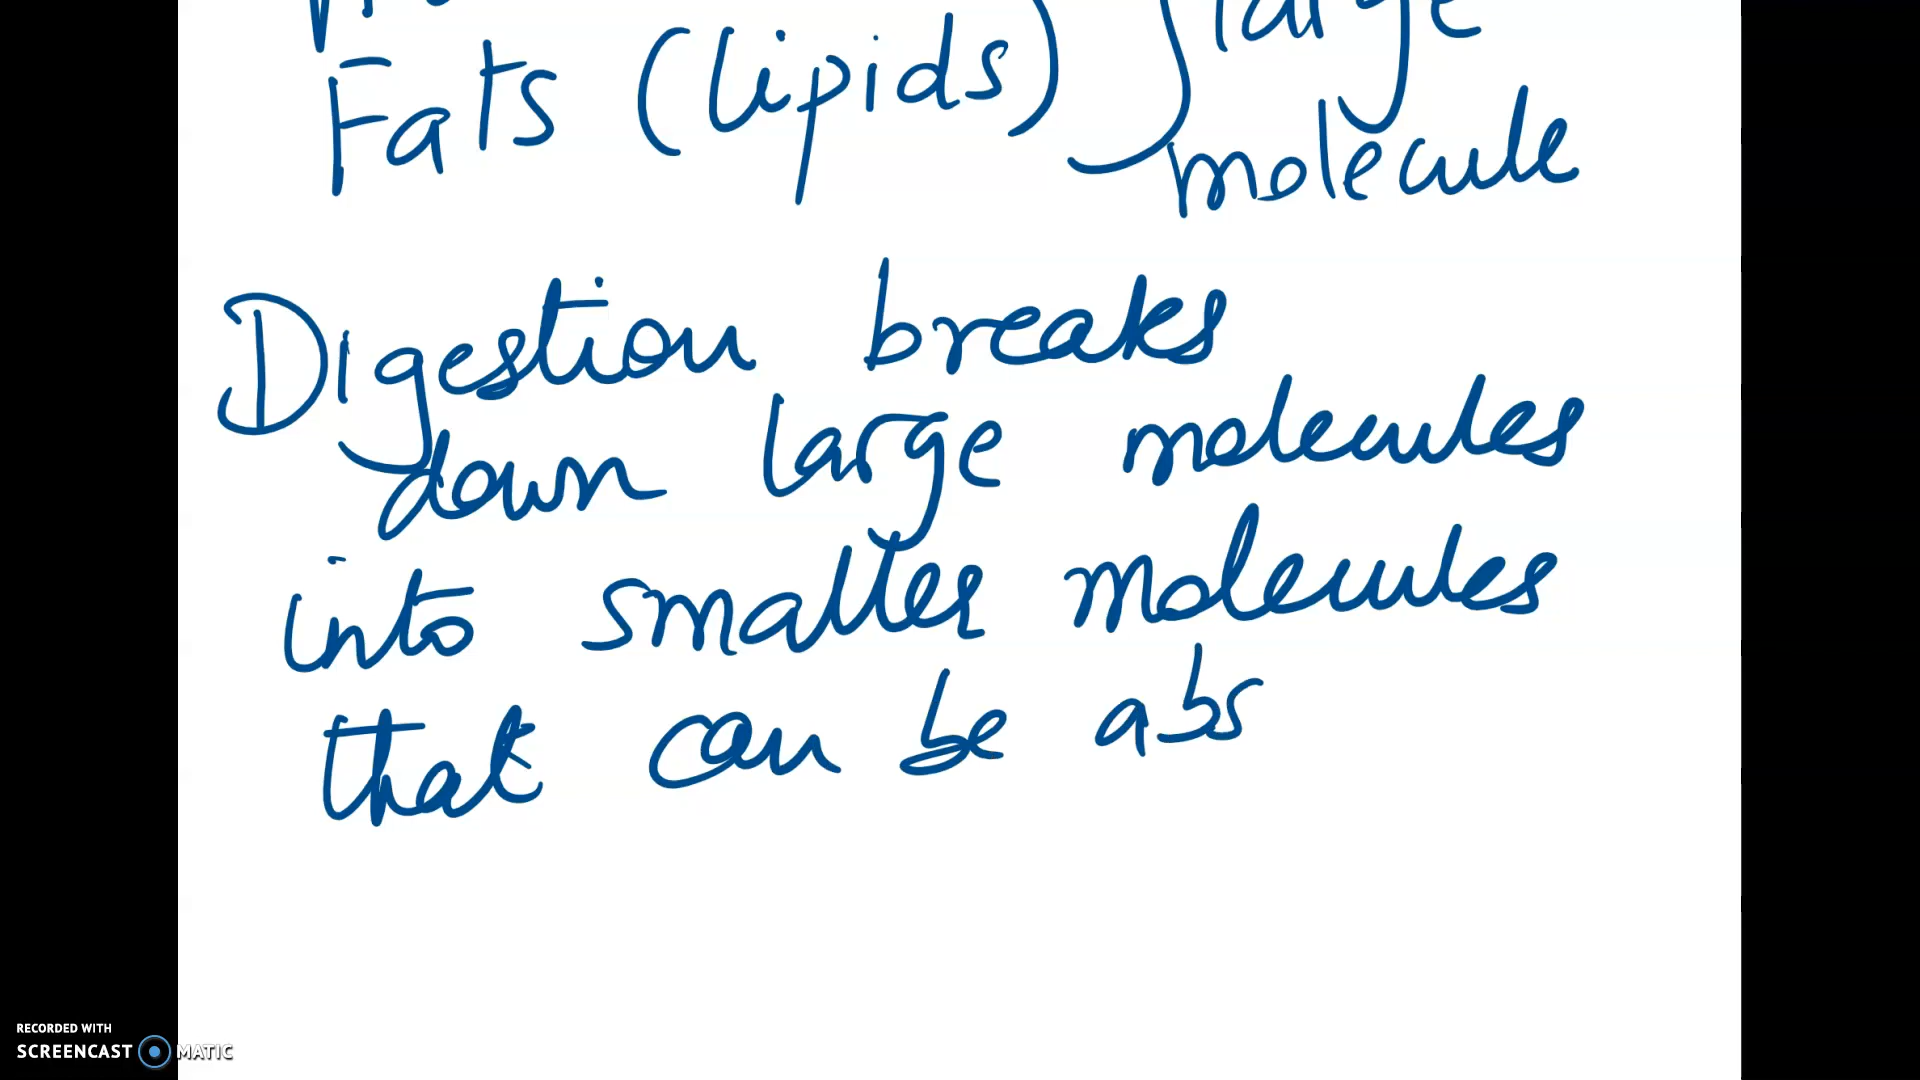 large
Fats (lipids)
molecule
Digestion breaks
down large molecules
into smaller molecules
that can be abs
RECORDED WITH
SCREENCAST MATIC